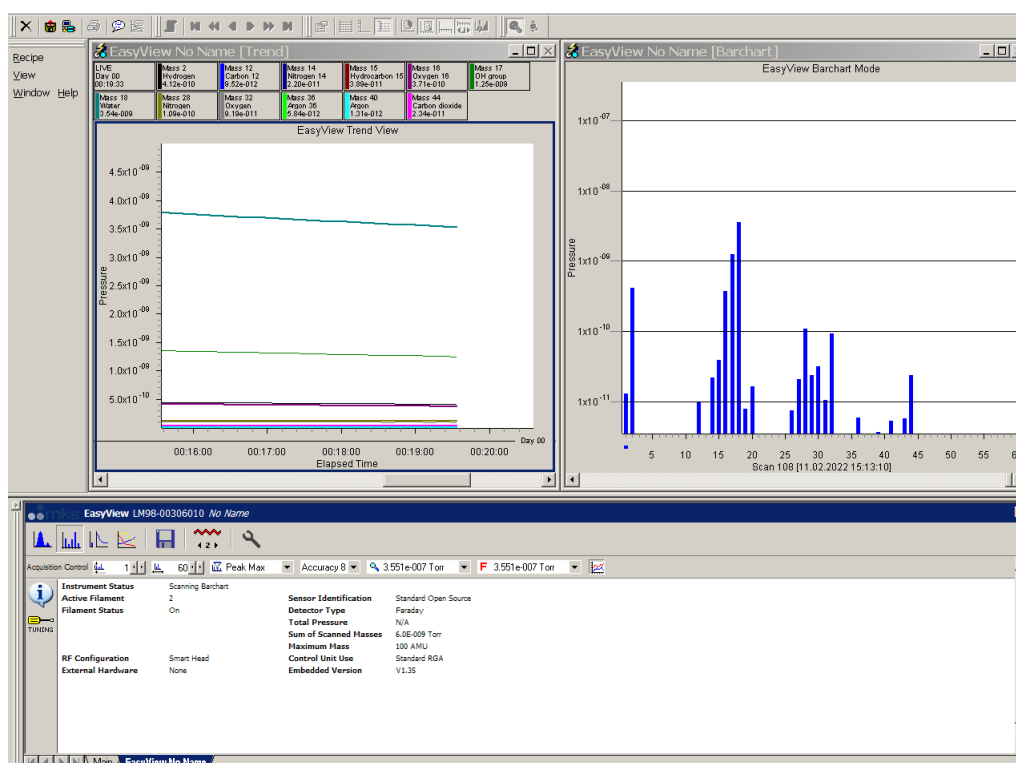 EasyView No Name [Trend]
EasyView No Name [Barchart]
Recipe
View
Window Help
LIVE
Day 00
00:19:33
Mass 2
Hydrogen
4.12e-010
Mass 12
Carbon 12
9.52e-012
Mass 14
Nitrogen 14
2.20e-011
Mass 15
Hydrocarbon 15
3.89e-011
Mass 16
Oxygen 16
3.71e-010
Mass 17
OH group
1.25e-009
Mass 18
Water
3.54e-009
Mass 28
Nitrogen
1.09e-010
Mass 32
Oxygen
9.19e-011
Mass 36
Argon 36
5.84e-012
Mass 40
Argon
1.31e-012
Mass 44
Carbon dioxide
2.34e-011
EasyView Trend View
4.5x10 -09
4.0x10 -09
3.5x10 -09
3.0x10 -09
2.5x10 -09
2.0x10 -09
1.5x10 -09
1.0x10 -09
5.0x10 -10
Pressure
00:16:00 00:17:00 00:18:00 00:19:00 00:20:00
Day 00
Elapsed Time
EasyView Barchart Mode
1x10 -07
1x10 -08
1x10 -09
1x10 -10
1x10 -11
Pressure
5 10 15 20 25 30 35 40 45 50 55
Scan 108 [11.02.2022 15:13:10]
mks EasyView LM98-00306010 No Name
2
Acquisition Control 1 60 Peak Max Accuracy 8 3.551e-007 Torr F 3.551e-007 Torr
TUNING
Instrument Status Scanning Barchart
Active Filament 2 Sensor Identification Standard Open Source
Filament Status On Detector Type Faraday
Total Pressure N/A
Sum of Scanned Masses 6.0E-009 Torr
Maximum Mass 100 AMU
RF Configuration Smart Head Control Unit Use Standard RGA
External Hardware None Embedded Version V1.35
Main EasyView No Name